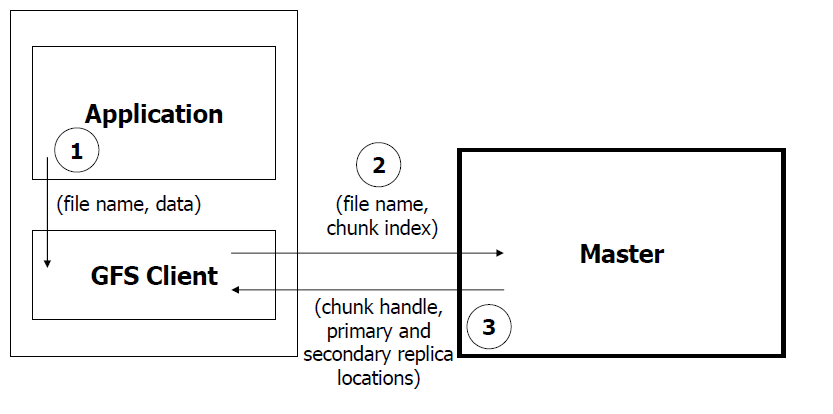 Application
1
(file name, data)
GFS Client
2
(file name,
chunk index)
Master
(chunk handle,
primary and
secondary replica
locations)
3